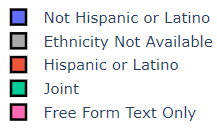 Not Hispanic or Latino
Ethnicity Not Available
Hispanic or Latino
Joint
Free Form Text Only